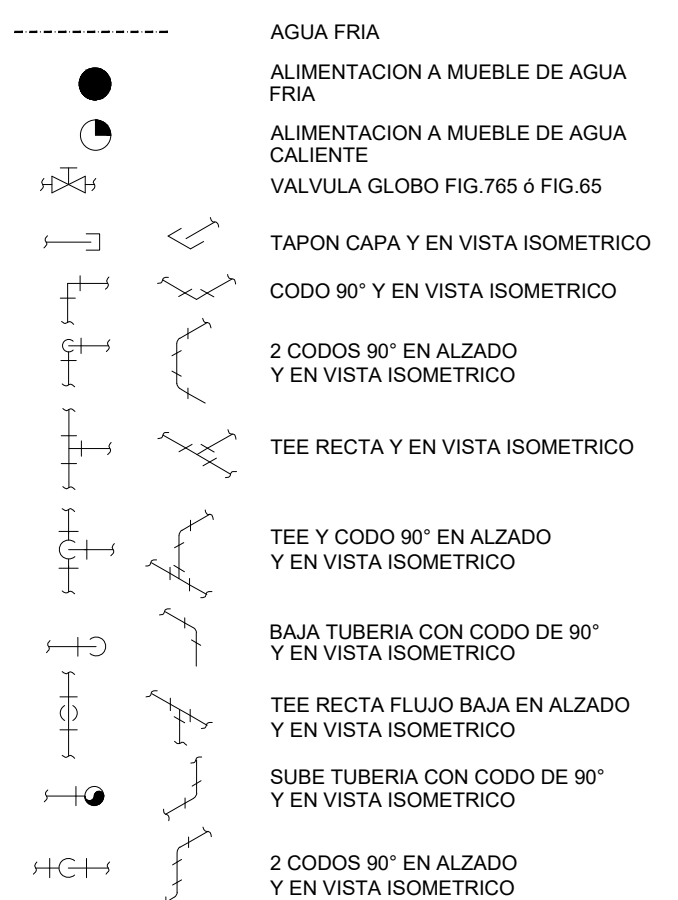 AGUA FRIA
ALIMENTACION A MUEBLE DE AGUA
FRIA
ALIMENTACION A MUEBLE DE AGUA
CALIENTE
VALVULA GLOBO FIG.765 ó FIG.65
TAPON CAPA Y EN VISTA ISOMETRICO
CODO 90° Y EN VISTA ISOMETRICO
2 CODOS 90° EN ALZADO
Y EN VISTA ISOMETRICO
TEE RECTA Y EN VISTA ISOMETRICO
TEE Y CODO 90° EN ALZADO
Y EN VISTA ISOMETRICO
BAJA TUBERIA CON CODO DE 90°
Y EN VISTA ISOMETRICO
TEE RECTA FLUJO BAJA EN ALZADO
Y EN VISTA ISOMETRICO
SUBE TUBERIA CON CODO DE 90°
Y EN VISTA ISOMETRICO
2 CODOS 90° EN ALZADO
Y EN VISTA ISOMETRICO